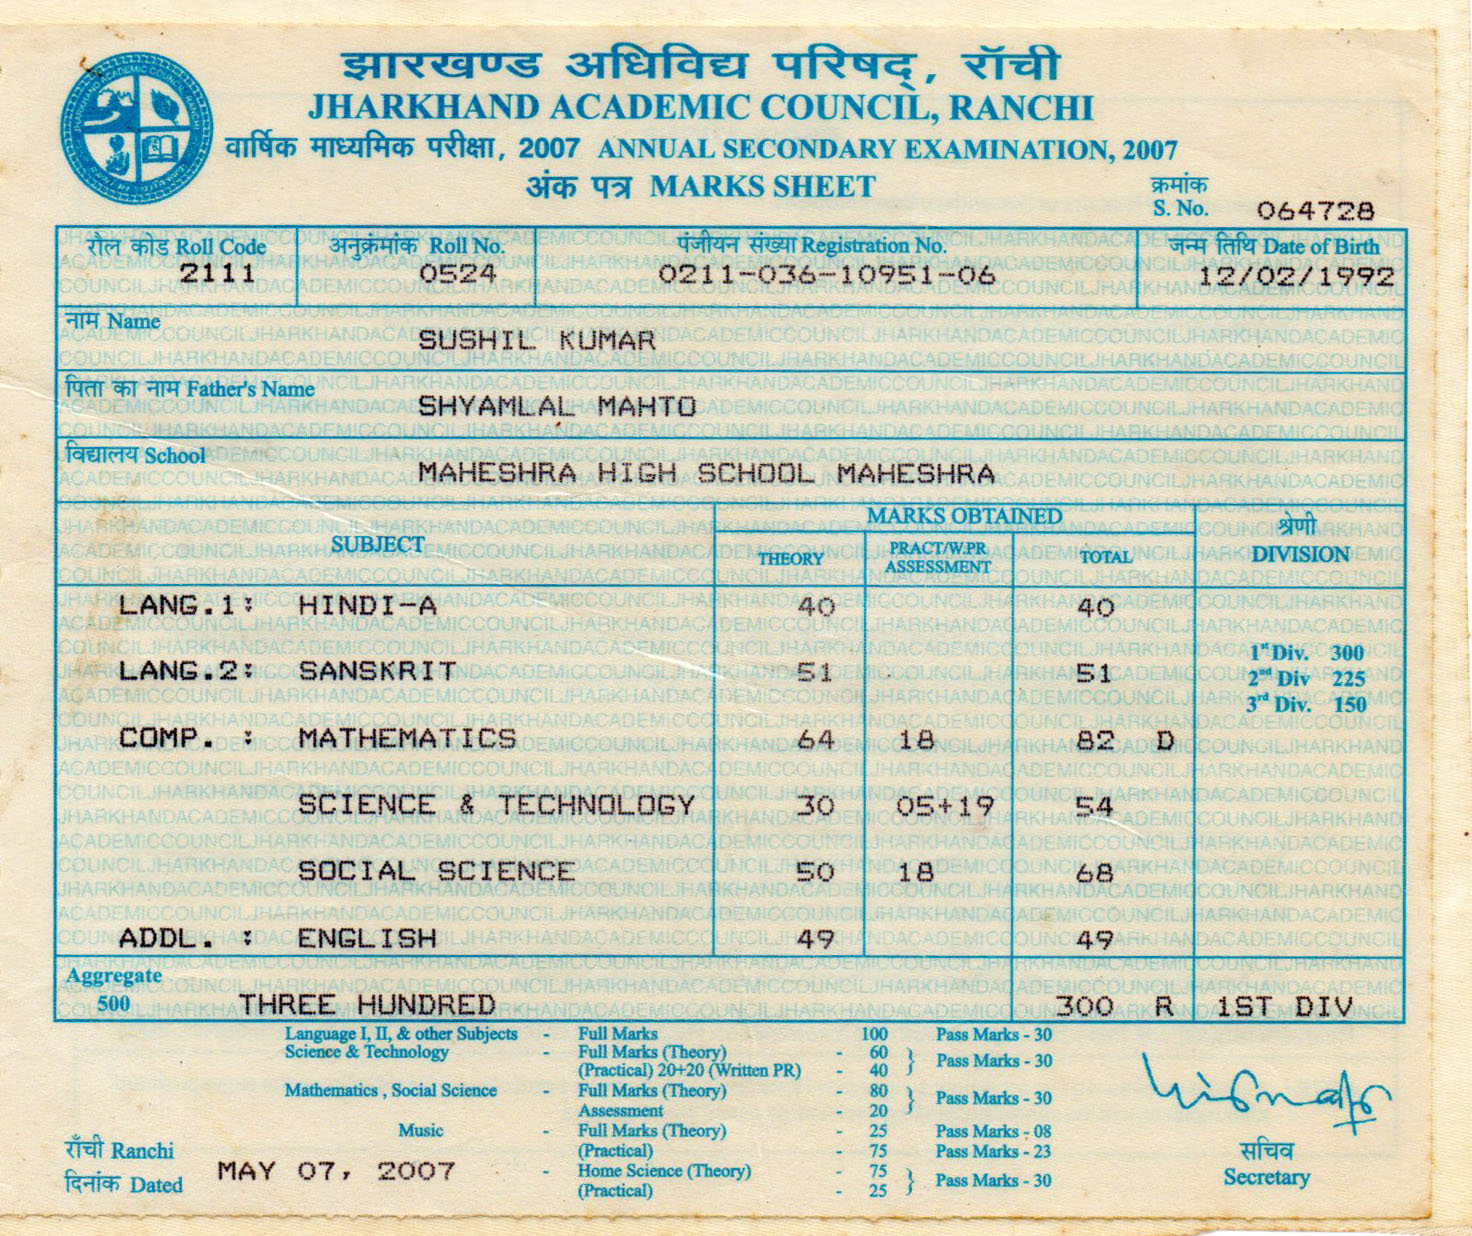 झारखण्ड अधिविद्य परिषद्, राँची
JHARKHAND ACADEMIC COUNCIL, RANCHI
वार्षिक माध्यमिक परीक्षा, 2007 ANNUAL SECONDARY EXAMINATION, 2007
अंक पत्र MARKS SHEET
क्रमांक
S. No. 064728
रौल कोड Roll Code अनुक्रमांक Roll No. पंजीयन संख्या Registration No. जन्म तिथि Date of Birth
2111 0524 0211-036-10951-06 12/02/1992
नाम Name
SUSHIL KUMAR
पिता का नाम Father's Name
SHYAMLAL MAHTO
विद्यालय School
MAHESHRA HIGH SCHOOL MAHESHRA
MARKS OBTAINED श्रेणी
SUBJECT THEORY PRACT/W.PR ASSESSMENT TOTAL DIVISION
LANG.1: HINDI-A 40 40
1st Div. 300
LANG.2: SANSKRIT 51 51 2nd Div 225
3rd Div. 150
COMP. : MATHEMATICS 64 18 82 D
SCIENCE & TECHNOLOGY 30 05+19 54
SOCIAL SCIENCE 50 18 68
ADDL. : ENGLISH 49 49
Aggregate
500 THREE HUNDRED 300 R 1ST DIV
Language I, II, & other Subjects - Full Marks 100 Pass Marks - 30
Science & Technology - Full Marks (Theory) - 60 } Pass Marks - 30
(Practical) 20+20 (Written PR) - 40
Mathematics , Social Science - Full Marks (Theory) - 80 } Pass Marks - 30
Assessment - 20
Music - Full Marks (Theory) - 25 Pass Marks - 08
(Practical) - 75 Pass Marks - 23
- Home Science (Theory) - 75 } Pass Marks - 30
(Practical) - 25
राँची Ranchi
दिनांक Dated MAY 07, 2007
सचिव
Secretary